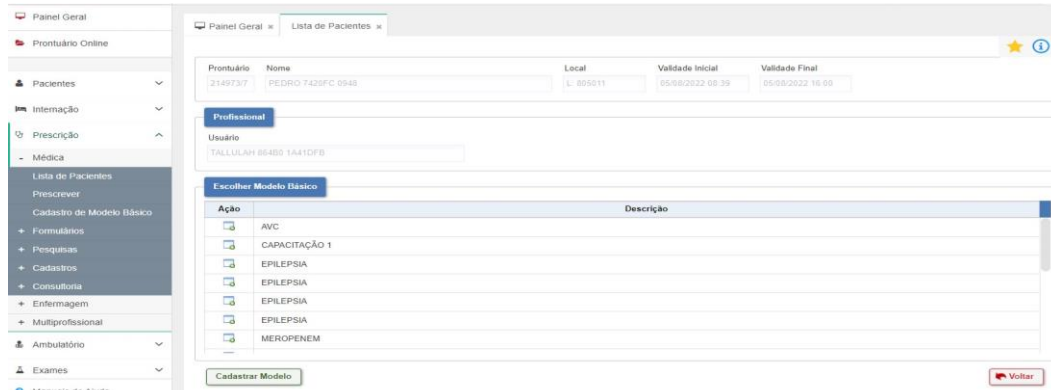 Painel Geral
Prontuário Online
Pacientes
Internação
Prescrição
- Médica
Lista de Pacientes
Prescrever
Cadastro de Modelo Básico
+ Formulários
+ Pesquisas
+ Cadastros
+ Consultoria
+ Enfermagem
+ Multiprofissional
Ambulatório
Exames
Painel Geral × Lista de Pacientes ×
Prontuário Nome Local Validade Inicial Validade Final
214973/7 PEDRO 7420FC 0948 L: 805011 05/08/2022 08:39 05/08/2022 16:00
Profissional
Usuário
TALLULAH 864B0 1A41DFB
Escolher Modelo Básico
Ação Descrição
AVC
CAPACITAÇÃO 1
EPILEPSIA
EPILEPSIA
EPILEPSIA
EPILEPSIA
MEROPENEM
Cadastrar Modelo Voltar